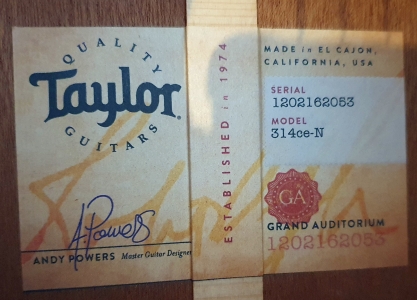 QUALITY
Taylor
GUITARS
A. Powers
ANDY POWERS Master Guitar Designer
ESTABLISHED in 1974
MADE in EL CAJON,
CALIFORNIA, USA
SERIAL
1202162053
MODEL
314ce-N
GA
GRAND AUDITORIUM
1202162053